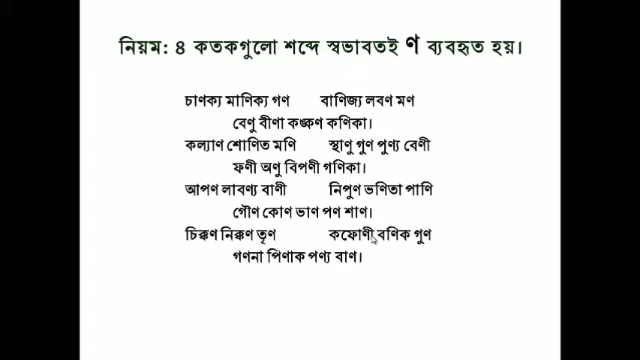 নিয়ম: ৪ কতকগুলো শব্দে স্বভাবতই ণ ব্যবহৃত হয়।
চাণক্য মাণিক্য গণ বাণিজ্য লবণ মণ
বেণু বীণা কঙ্কণ কণিকা।
কল্যাণ শোণিত মণি স্থাণু গুণ পুণ্য বেণী
ফণী অণু বিপণী গণিকা।
আপণ লাবণ্য বাণী নিপুণ ভণিতা পাণি
গৌণ কোণ ভাণ পণ শাণ।
চিক্কণ নিক্কণ তৃণ কফোণী বণিক গুণ
গণনা পিণাক পণ্য বাণ।